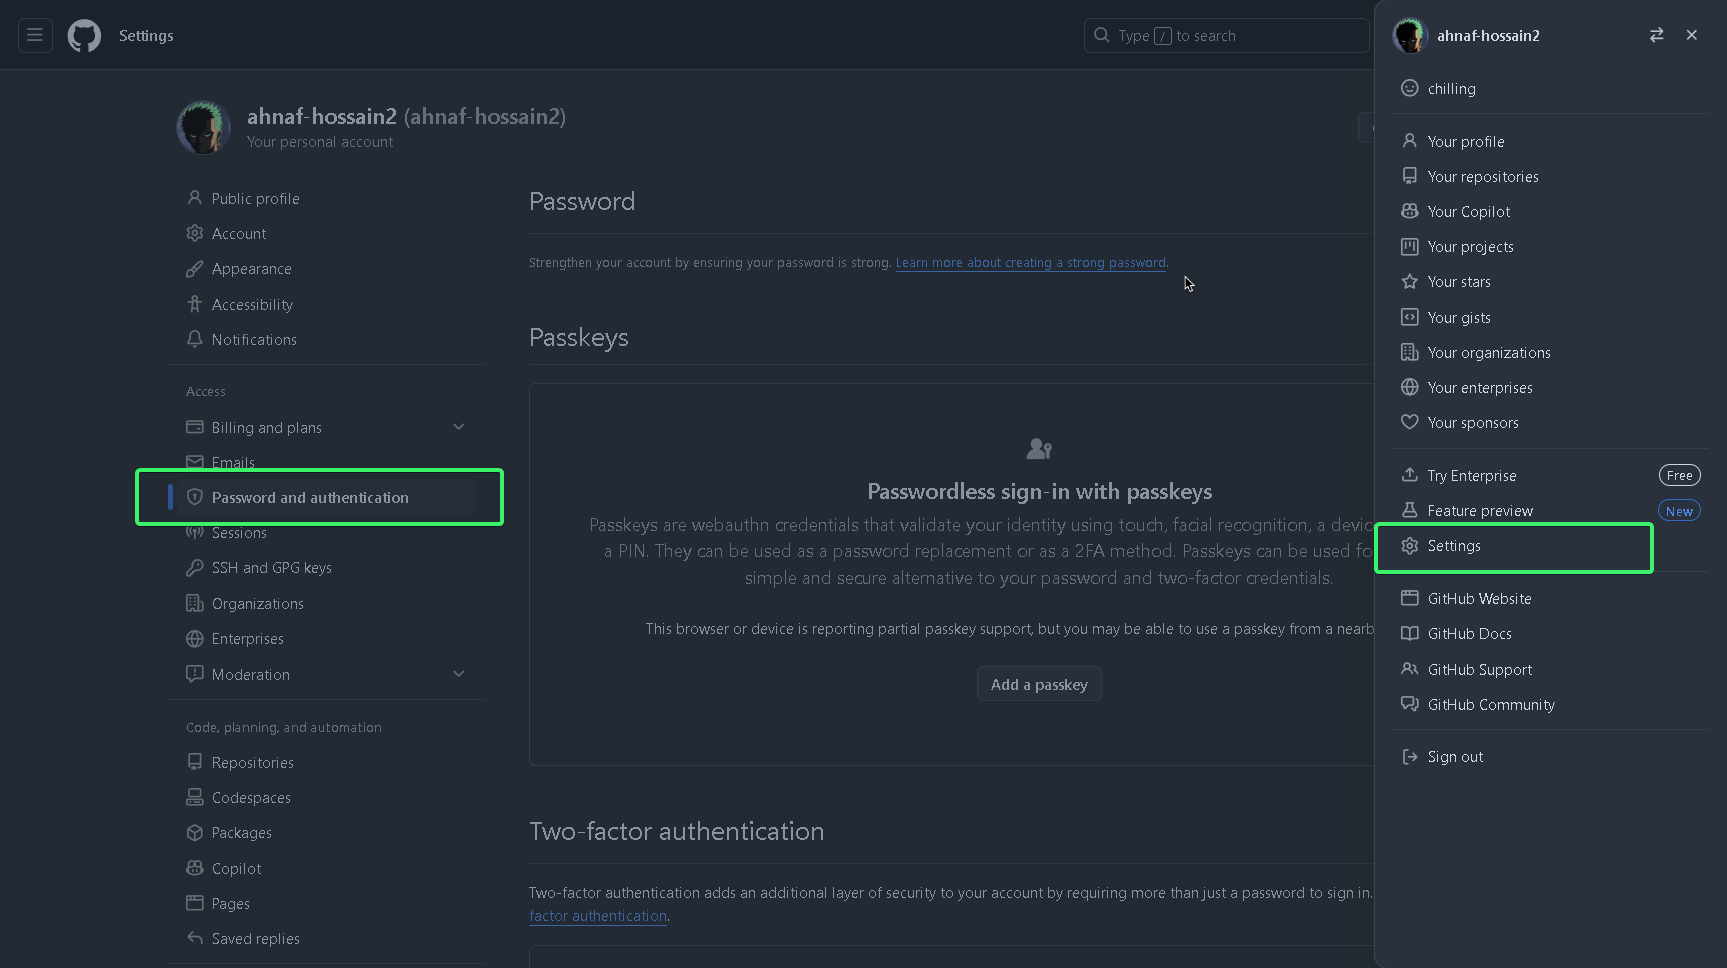 Settings
Type / to search
ahnaf-hossain2 (ahnaf-hossain2)
Your personal account
Public profile
Account
Appearance
Accessibility
Notifications
Access
Billing and plans
Emails
Password and authentication
Sessions
SSH and GPG keys
Organizations
Enterprises
Moderation
Code, planning, and automation
Repositories
Codespaces
Packages
Copilot
Pages
Saved replies
Password
Strengthen your account by ensuring your password is strong. Learn more about creating a strong password.
Passkeys
Passwordless sign-in with passkeys
Passkeys are webauthn credentials that validate your identity using touch, facial recognition, a
a PIN. They can be used as a password replacement or as a 2FA method. Passkeys can be used
simple and secure alternative to your password and two-factor credentials.
This browser or device is reporting partial passkey support, but you may be able to use a passkey from a
Add a passkey
Two-factor authentication
Two-factor authentication adds an additional layer of security to your account by requiring more than just a password to sign in.
factor authentication.
ahnaf-hossain2
chilling
Your profile
Your repositories
Your Copilot
Your projects
Your stars
Your gists
Your organizations
Your enterprises
Your sponsors
Try Enterprise Free
Feature preview New
Settings
GitHub Website
GitHub Docs
GitHub Support
GitHub Community
Sign out